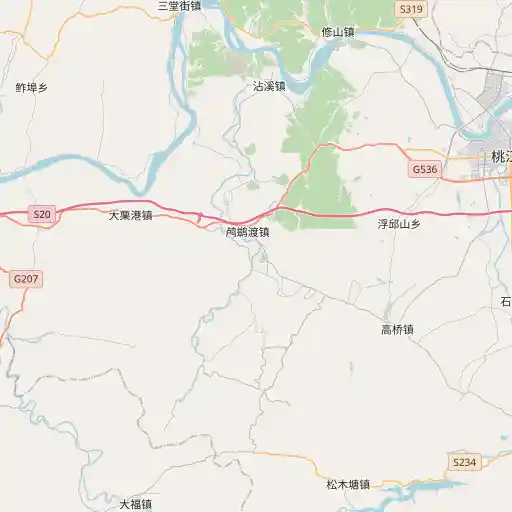 三堂街镇
S319
修山镇
鲊埠乡
沾溪镇
桃江
G536
S20
大栗港镇
浮邱山乡
鸬鹚渡镇
G207
石
高桥镇
S234
松木塘镇
大福镇